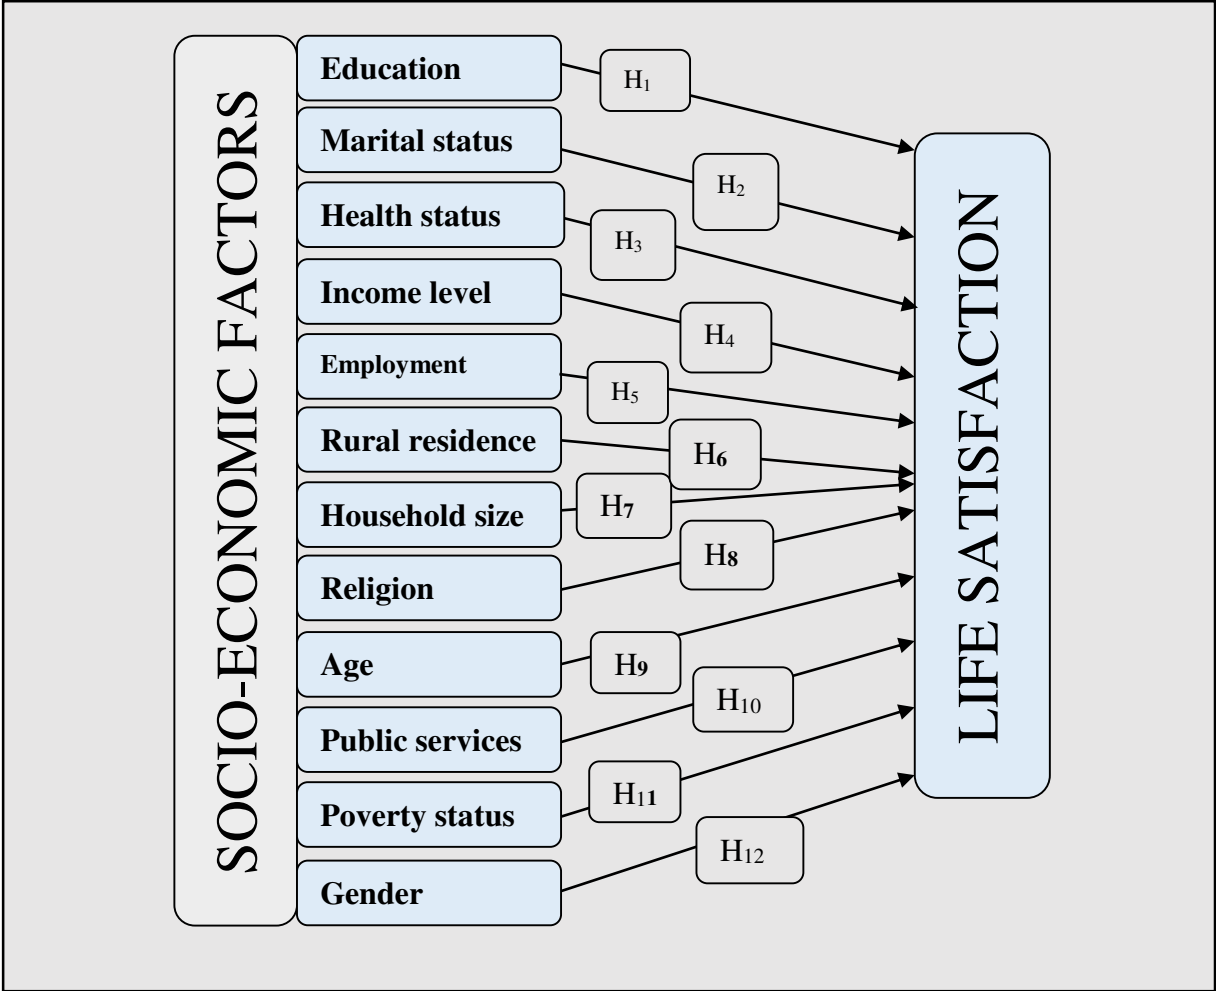 SOCIO-ECONOMIC FACTORS
Education
H₁
Marital status
H₂
Health status
H₃
Income level
H₄
Employment
H₅
Rural residence
H6
Household size
H7
Religion
H8
Age
H9
Public services
H₁₀
Poverty status
H₁1
Gender
H₁₂
LIFE SATISFACTION